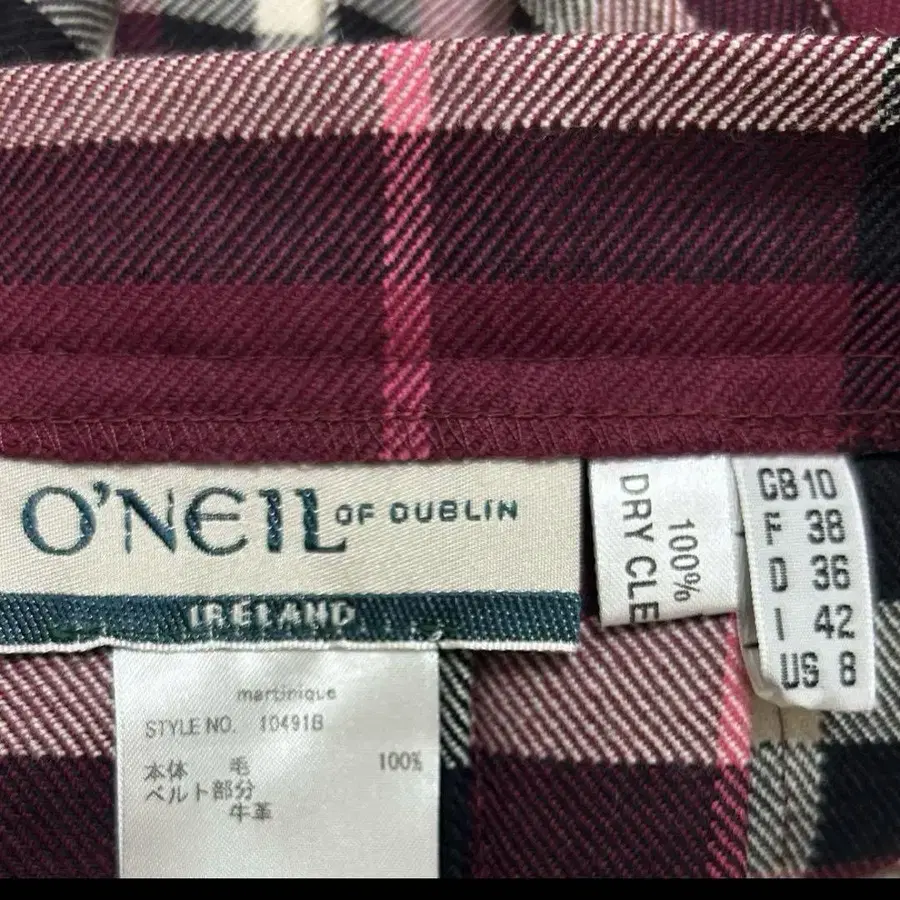 O'NEIL OF DUBLIN
IRELAND
100%
DRY CLE
GB 10
F 38
D 36
I 42
US 8
martinique
STYLE NO. 10491B
本体 毛 100%
ベルト部分
牛革